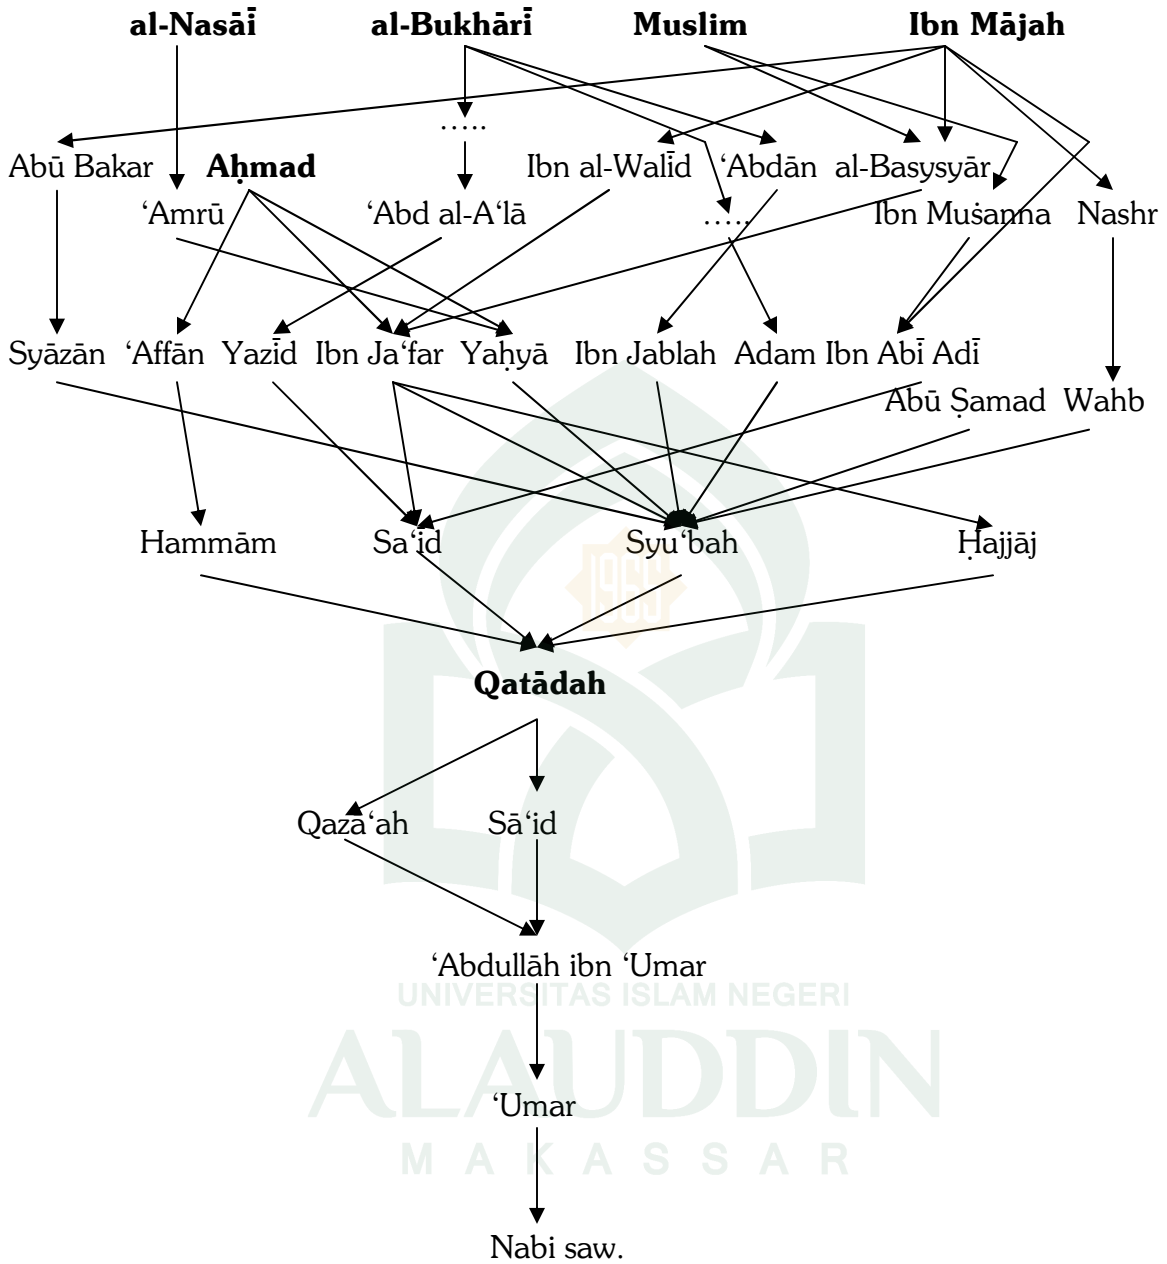 al-Nasāī al-Bukhārī Muslim Ibn Mājah
.....
Abū Bakar Aḥmad Ibn al-Walīd ‘Abdān al-Basysyār
‘Amrū ‘Abd al-A‘lā ..... Ibn Muṡanna Nashr
Syāzān ‘Affān Yazīd Ibn Ja‘far Yaḥyā Ibn Jablah Adam Ibn Abī Adī
Abū Ṣamad Wahb
Hammām Sa‘id Syu‘bah Ḥajjāj
1965
Qatādah
Qaza‘ah Sā‘id
‘Abdullāh ibn ‘Umar
UNIVERSITAS ISLAM NEGERI
ALAUDDIN
‘Umar
MAKASSAR
Nabi saw.